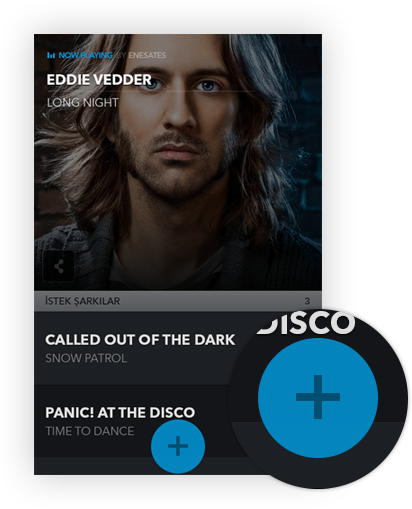 NOW PLAYING BY ENESATES
EDDIE VEDDER
LONG NIGHT
İSTEK ŞARKILAR 3
CALLED OUT OF THE DARK
SNOW PATROL
PANIC! AT THE DISCO
TIME TO DANCE
DISCO